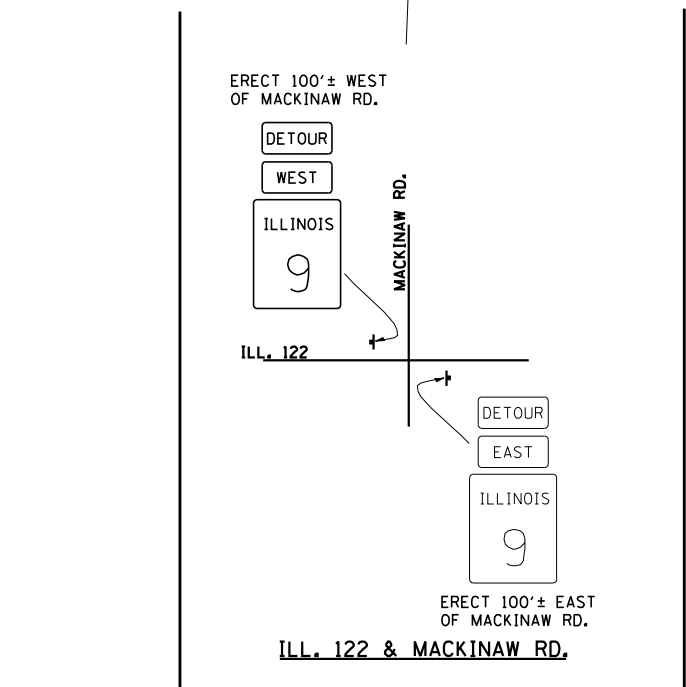 ERECT 100'± WEST
OF MACKINAW RD.
DETOUR
WEST
ILLINOIS
9
MACKINAW RD.
ILL. 122
DETOUR
EAST
ILLINOIS
9
ERECT 100'± EAST
OF MACKINAW RD.
ILL. 122 & MACKINAW RD.